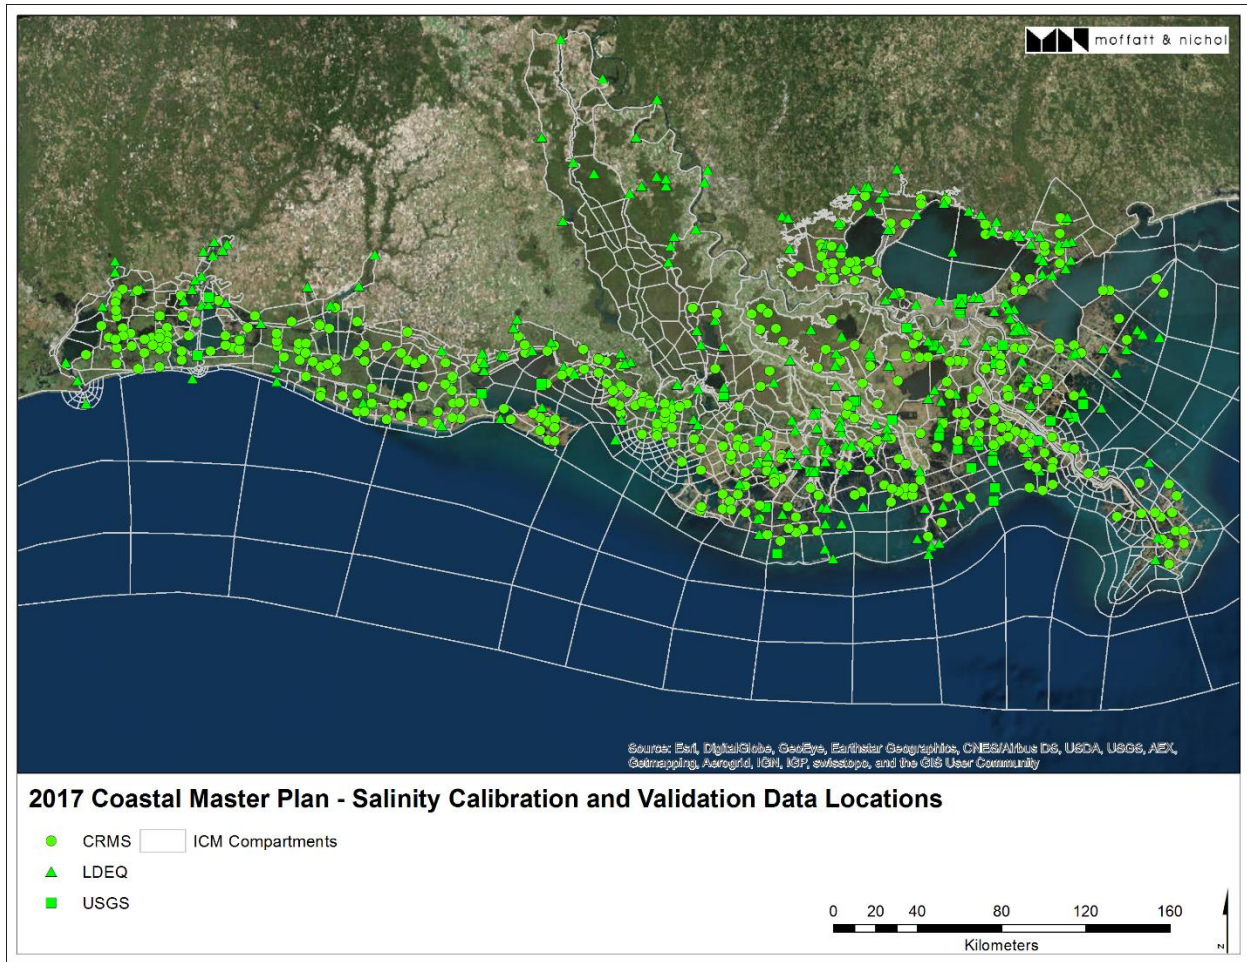 moffatt & nichol
Source: Esri, DigitalGlobe, GeoEye, Earthstar Geographics, CNES/Airbus DS, USDA, USGS, AEX,
Getmapping, Aerogrid, IGN, IGP, swisstopo, and the GIS User Community
2017 Coastal Master Plan - Salinity Calibration and Validation Data Locations
CRMS ICM Compartments
LDEQ
USGS
0 20 40 80 120 160
Kilometers
N